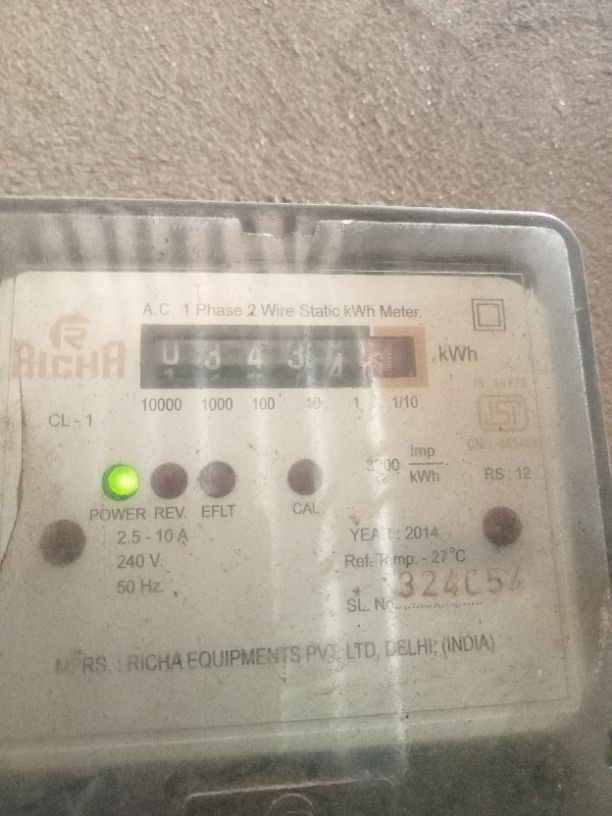 A.C. 1 Phase 2 Wire Static kWh Meter.
RICHA
kWh
10000 1000 100 10 1 1/10
CL - 1
3200 Imp
kWh
RS : 12
POWER REV. EFLT CAL
2.5 - 10 A
240 V.
50 Hz.
YEAR : 2014
Ref. Temp. - 27°C
SL. No.
MFRS. : RICHA EQUIPMENTS PVT. LTD, DELHI, (INDIA)